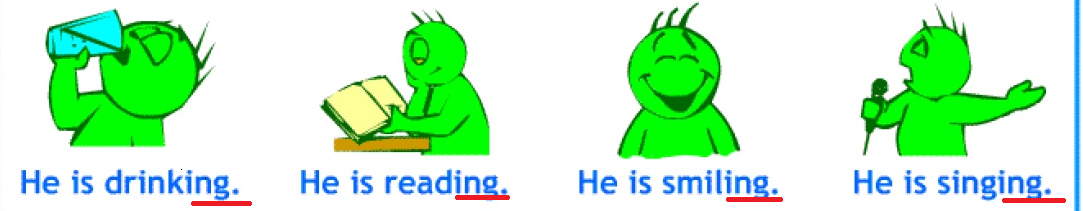 He is drinking.
He is reading.
He is smiling.
He is singing.